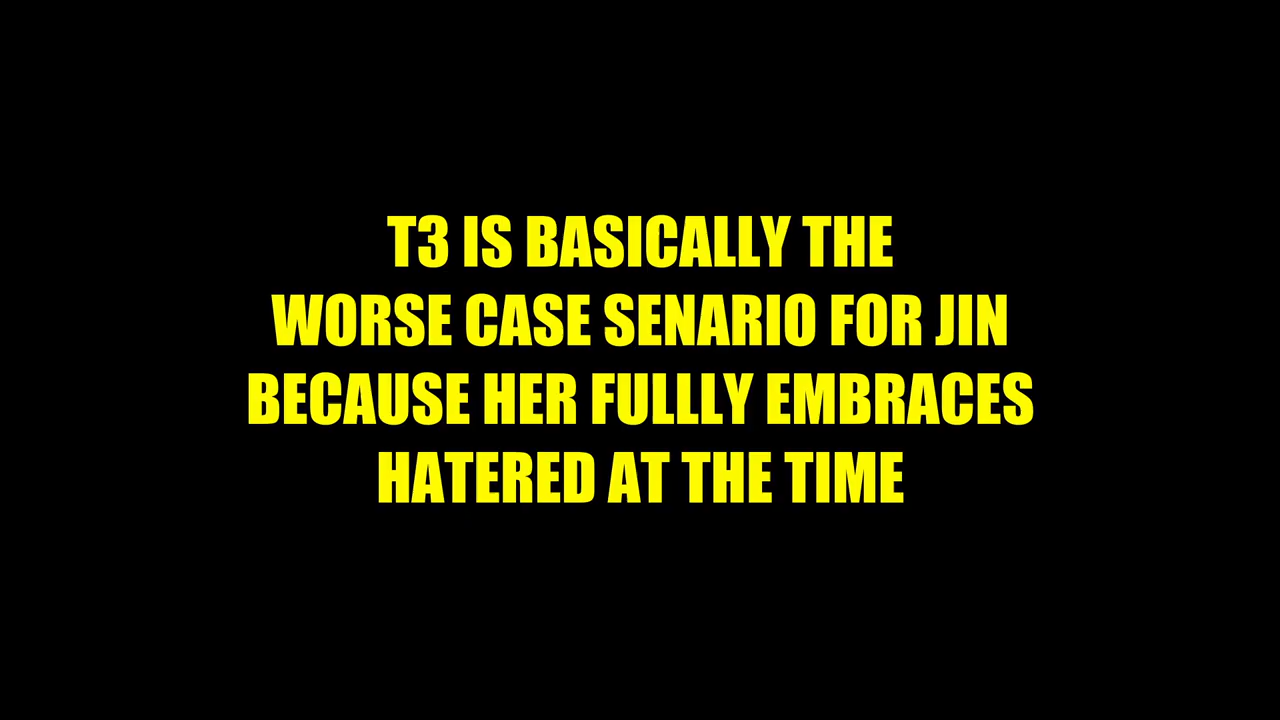 T3 IS BASICALLY THE
WORSE CASE SENARIO FOR JIN
BECAUSE HER FULLLY EMBRACES
HATERED AT THE TIME